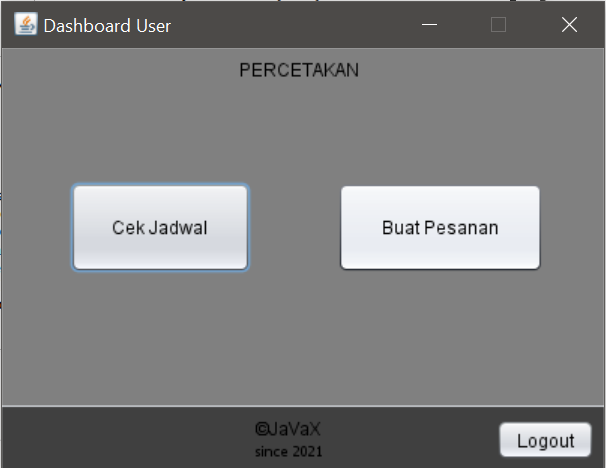 Dashboard User
PERCETAKAN
Cek Jadwal
Buat Pesanan
©JaVaX
since 2021
Logout